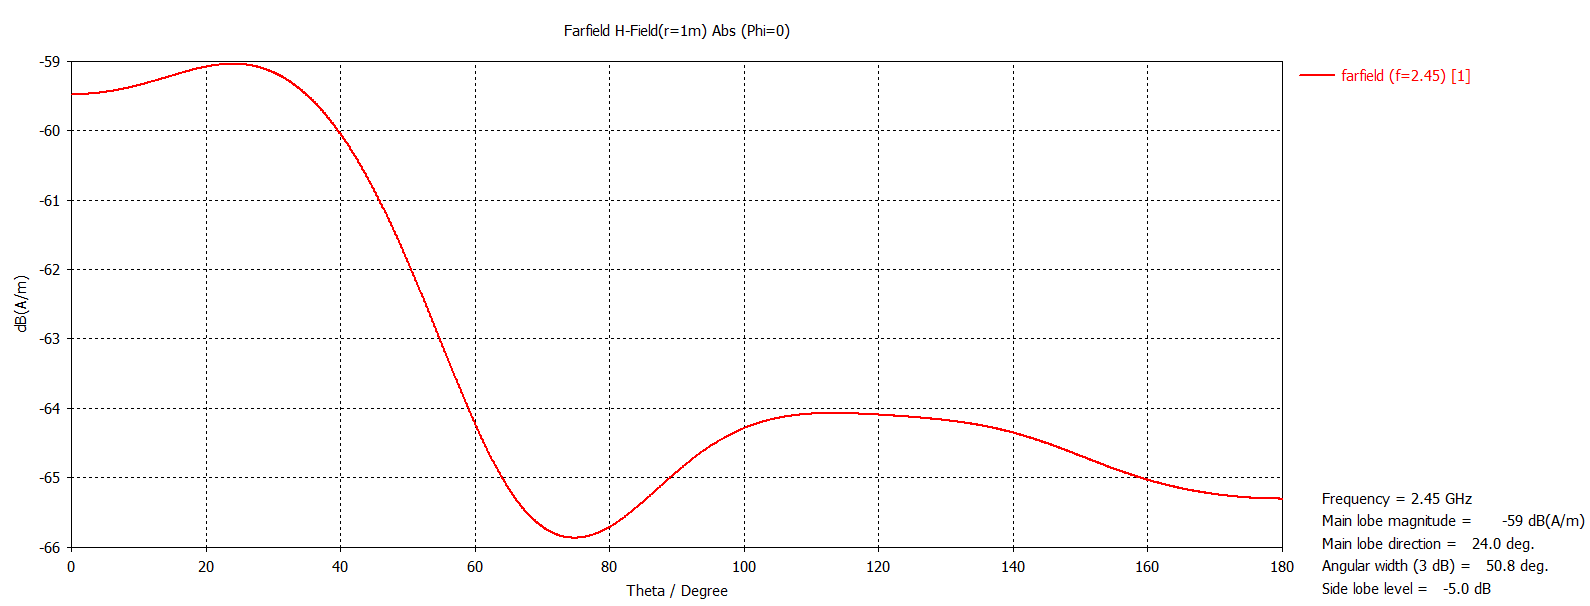 Farfield H-Field(r=1m) Abs (Phi=0)
-59
-60
-61
-62
-63
-64
-65
-66
dB(A/m)
0 20 40 60 80 100 120 140 160 180
Theta / Degree
farfield (f=2.45) [1]
Frequency = 2.45 GHz
Main lobe magnitude = -59 dB(A/m)
Main lobe direction = 24.0 deg.
Angular width (3 dB) = 50.8 deg.
Side lobe level = -5.0 dB